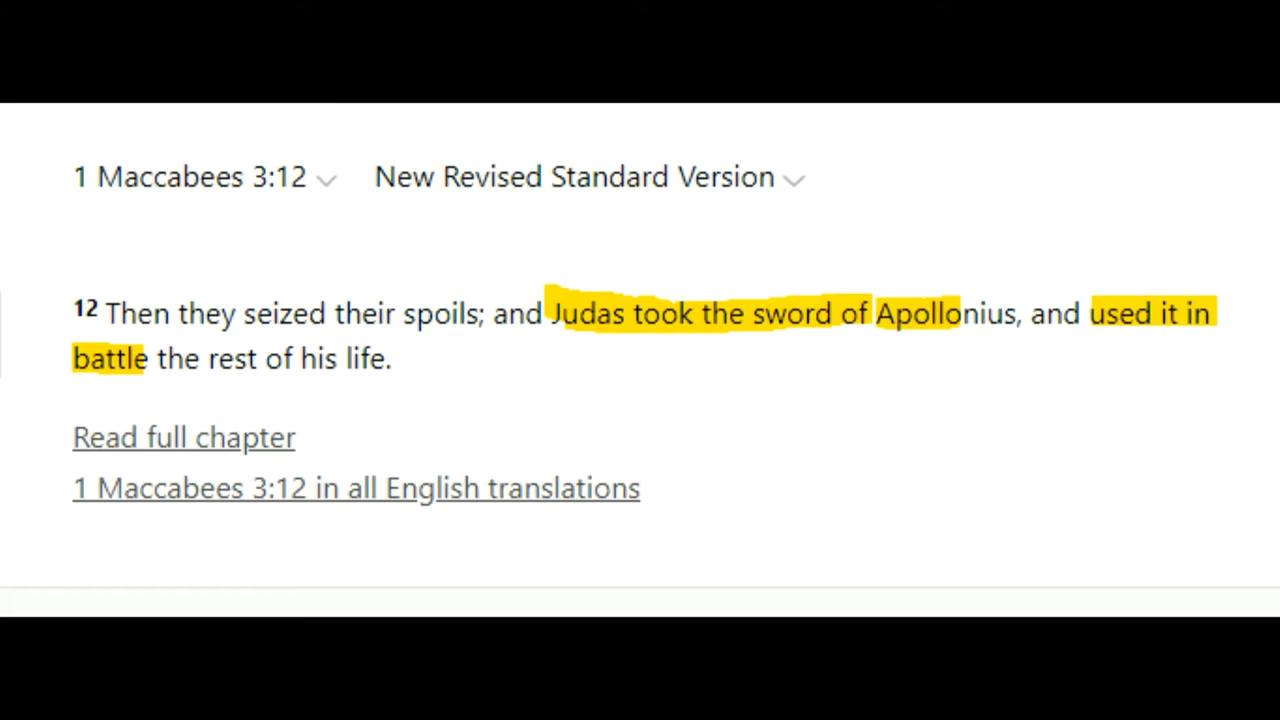 1 Maccabees 3:12 New Revised Standard Version
12 Then they seized their spoils; and Judas took the sword of Apollonius, and used it in
battle the rest of his life.
Read full chapter
1 Maccabees 3:12 in all English translations